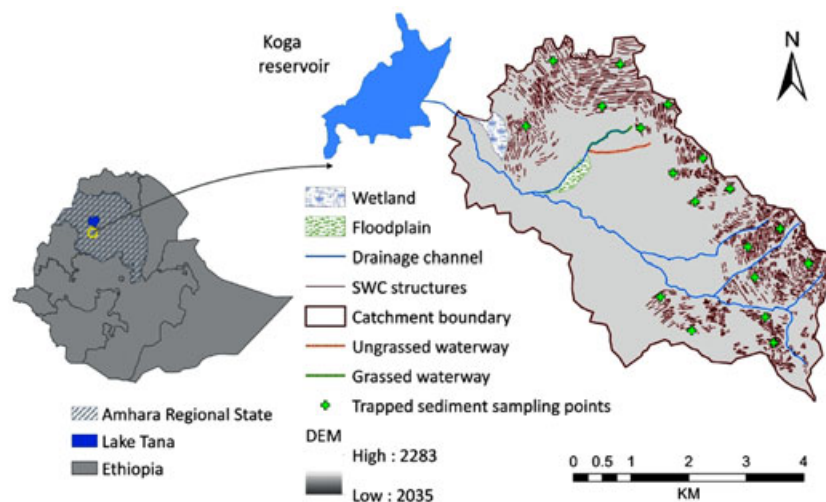 Koga
reservoir
N
Wetland
Floodplain
Drainage channel
SWC structures
Catchment boundary
Ungrassed waterway
Grassed waterway
Trapped sediment sampling points
DEM
High : 2283
Low : 2035
Amhara Regional State
Lake Tana
Ethiopia
0 0.5 1 2 3 4
KM